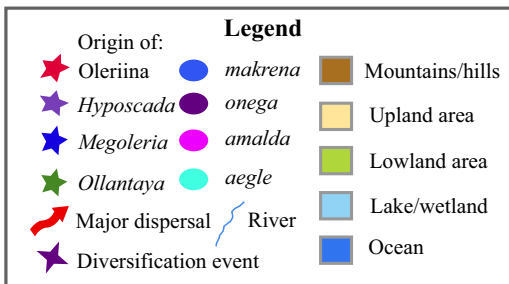 Legend
Origin of:
Oleriina
makrena
Mountains/hills
Hyposcada
onega
Upland area
Megoleria
amalda
Lowland area
Ollantaya
aegle
Lake/wetland
Major dispersal
River
Ocean
Diversification event